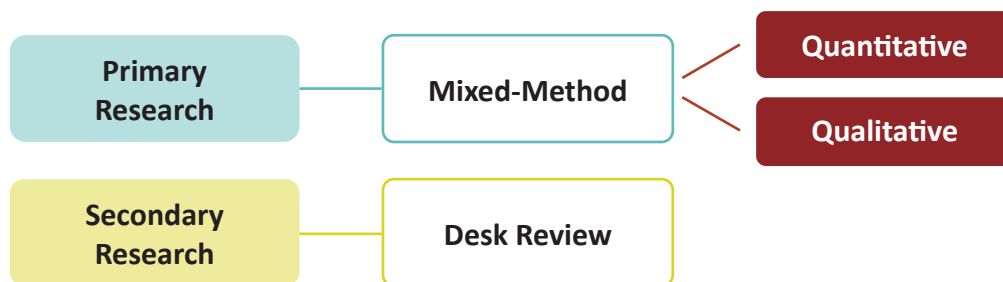 Primary
Research
Mixed-Method
Quantitative
Qualitative
Secondary
Research
Desk Review